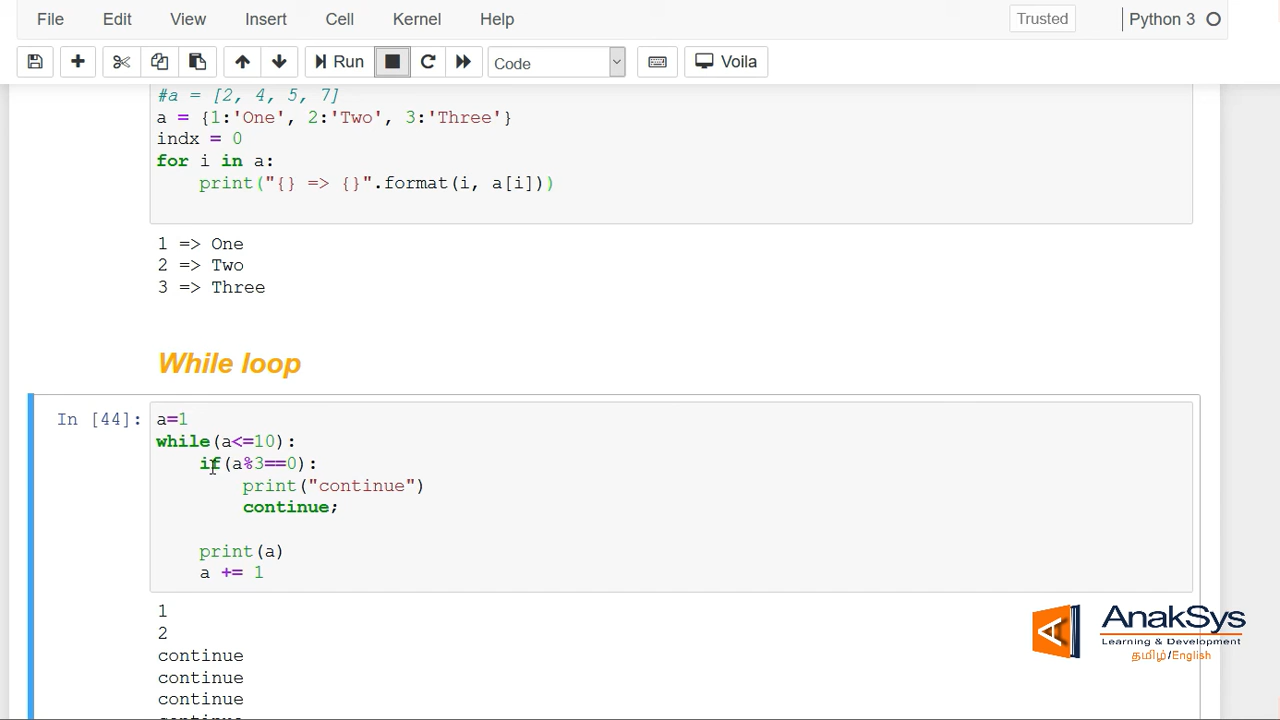 File Edit View Insert Cell Kernel Help Trusted Python 3
Run Code Voila
#a = [2, 4, 5, 7]
a = {1:'One', 2:'Two', 3:'Three'}
indx = 0
for i in a:
    print("{} => {}".format(i, a[i]))
1 => One
2 => Two
3 => Three
While loop
In [44]: a=1
while(a<=10):
    if(a%3==0):
        print("continue")
        continue;
    print(a)
    a += 1
1
2
continue
continue
continue
continue
AnakSys
Learning & Development
தமிழ்/English